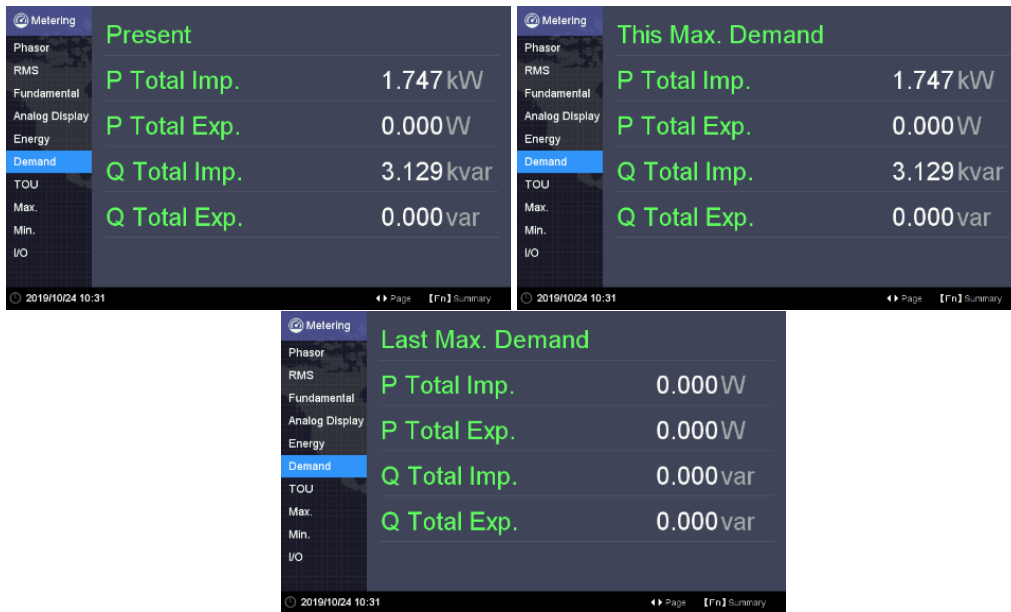 Metering
Phasor
RMS
Fundamental
Analog Display
Energy
Demand
TOU
Max.
Min.
I/O
Present
P Total Imp. 1.747 kW
P Total Exp. 0.000 W
Q Total Imp. 3.129 kvar
Q Total Exp. 0.000 var
2019/10/24 10:31 Page 【Fn】 Summary
Metering
Phasor
RMS
Fundamental
Analog Display
Energy
Demand
TOU
Max.
Min.
I/O
This Max. Demand
P Total Imp. 1.747 kW
P Total Exp. 0.000 W
Q Total Imp. 3.129 kvar
Q Total Exp. 0.000 var
2019/10/24 10:31 Page 【Fn】 Summary
Metering
Phasor
RMS
Fundamental
Analog Display
Energy
Demand
TOU
Max.
Min.
I/O
Last Max. Demand
P Total Imp. 0.000 W
P Total Exp. 0.000 W
Q Total Imp. 0.000 var
Q Total Exp. 0.000 var
2019/10/24 10:31 Page 【Fn】 Summary